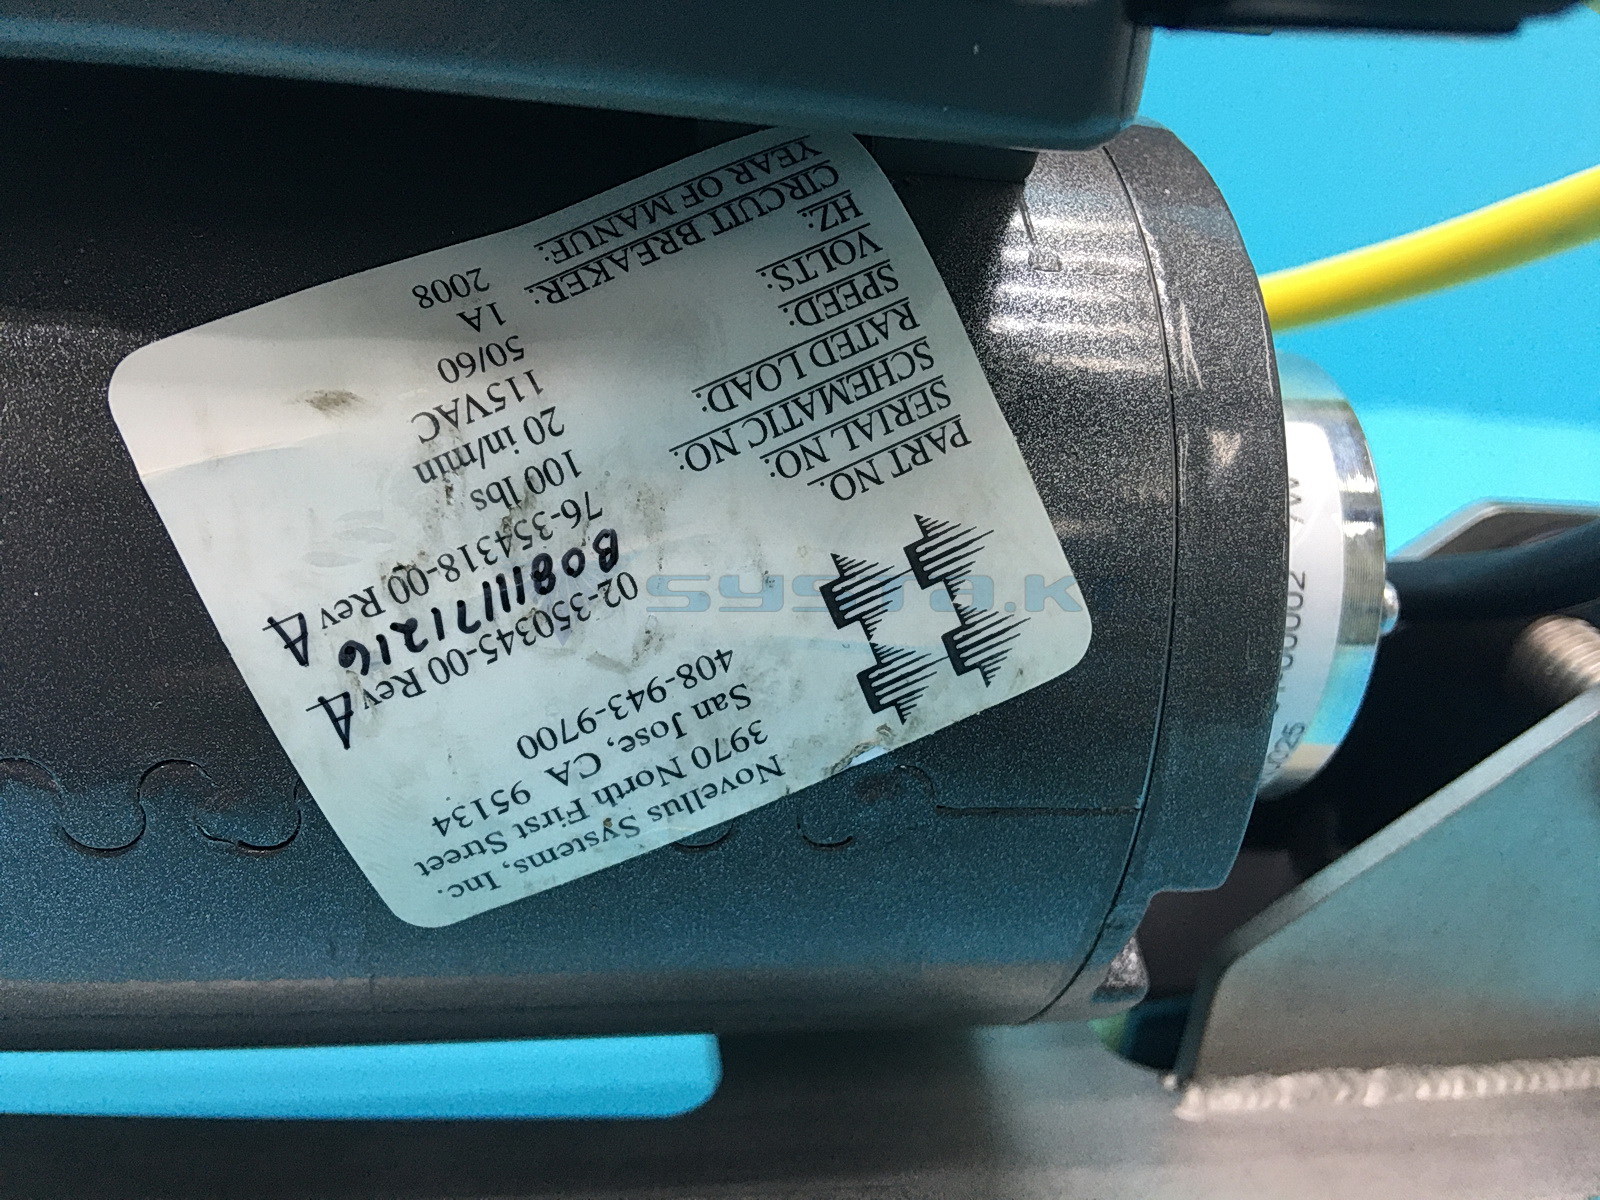 Novellus Systems, Inc.
3970 North First Street
San Jose, CA 95134
408-943-9700
PART NO. 02-350345-00 Rev A
SERIAL NO: B0811171216
SCHEMATIC NO: 76-354318-00 Rev A
RATED LOAD: 100 lbs
SPEED: 20 in/min
VOLTS: 115VAC
HZ: 50/60
CIRCUIT BREAKER: 1A
YEAR OF MANUF: 2008